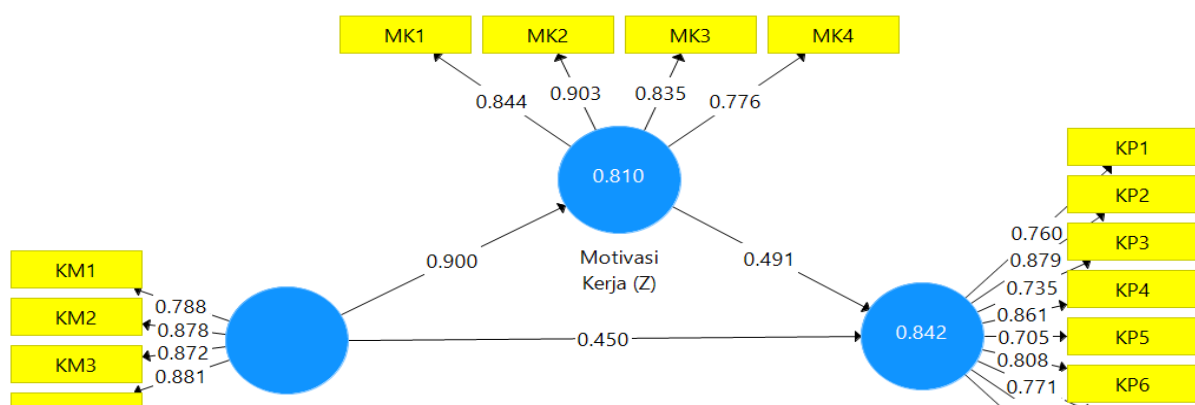 MK1 MK2 MK3 MK4
0.844 0.903 0.835 0.776
0.810
Motivasi
Kerja (Z)
0.900
0.491
0.450
KM1
KM2
KM3
0.788
0.878
0.872
0.881
0.842
KP1
KP2
KP3
KP4
KP5
KP6
0.760
0.879
0.735
0.861
0.705
0.808
0.771